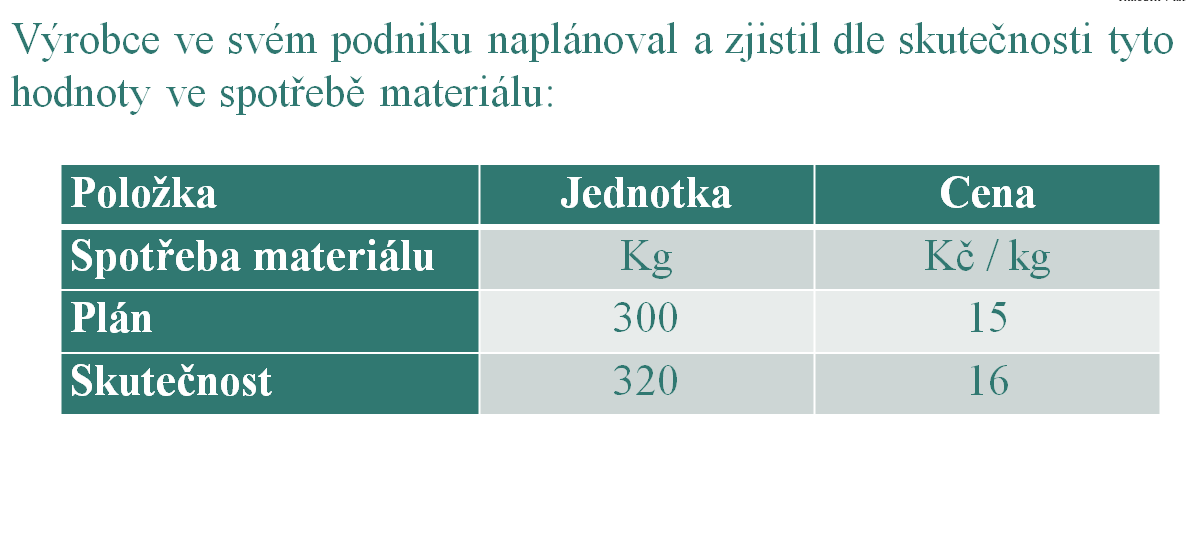 Výrobce ve svém podniku naplánoval a zjistil dle skutečnosti tyto
hodnoty ve spotřebě materiálu:
Položka Jednotka Cena
Spotřeba materiálu Kg Kč / kg
Plán 300 15
Skutečnost 320 16